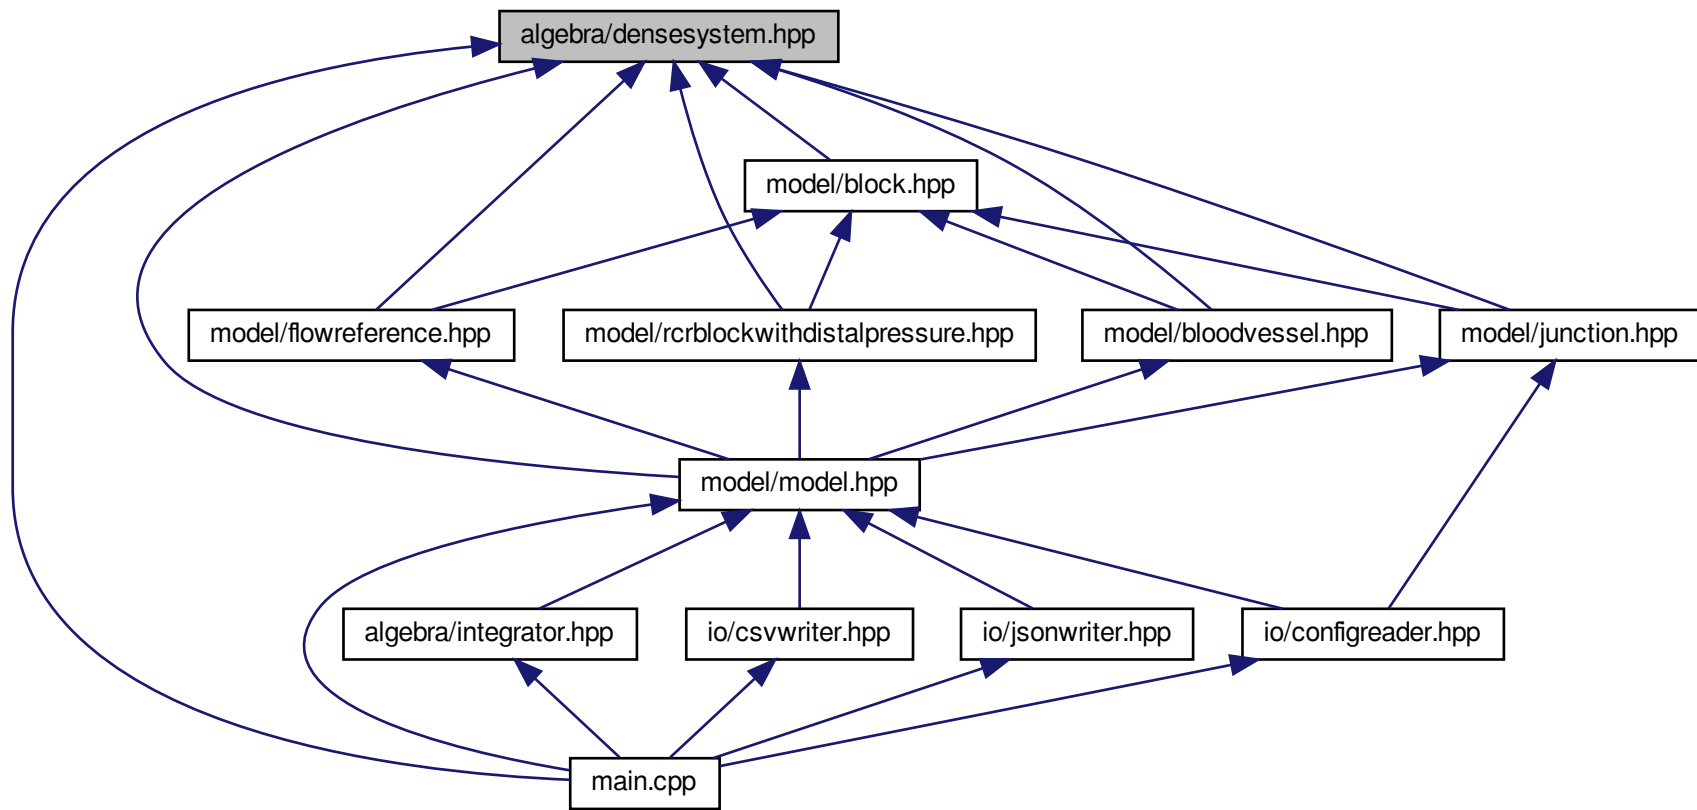 algebra/densesystem.hpp
model/block.hpp
model/flowreference.hpp
model/rcrblockwithdistalpressure.hpp
model/bloodvessel.hpp
model/junction.hpp
model/model.hpp
algebra/integrator.hpp
io/csvwriter.hpp
io/jsonwriter.hpp
io/configreader.hpp
main.cpp